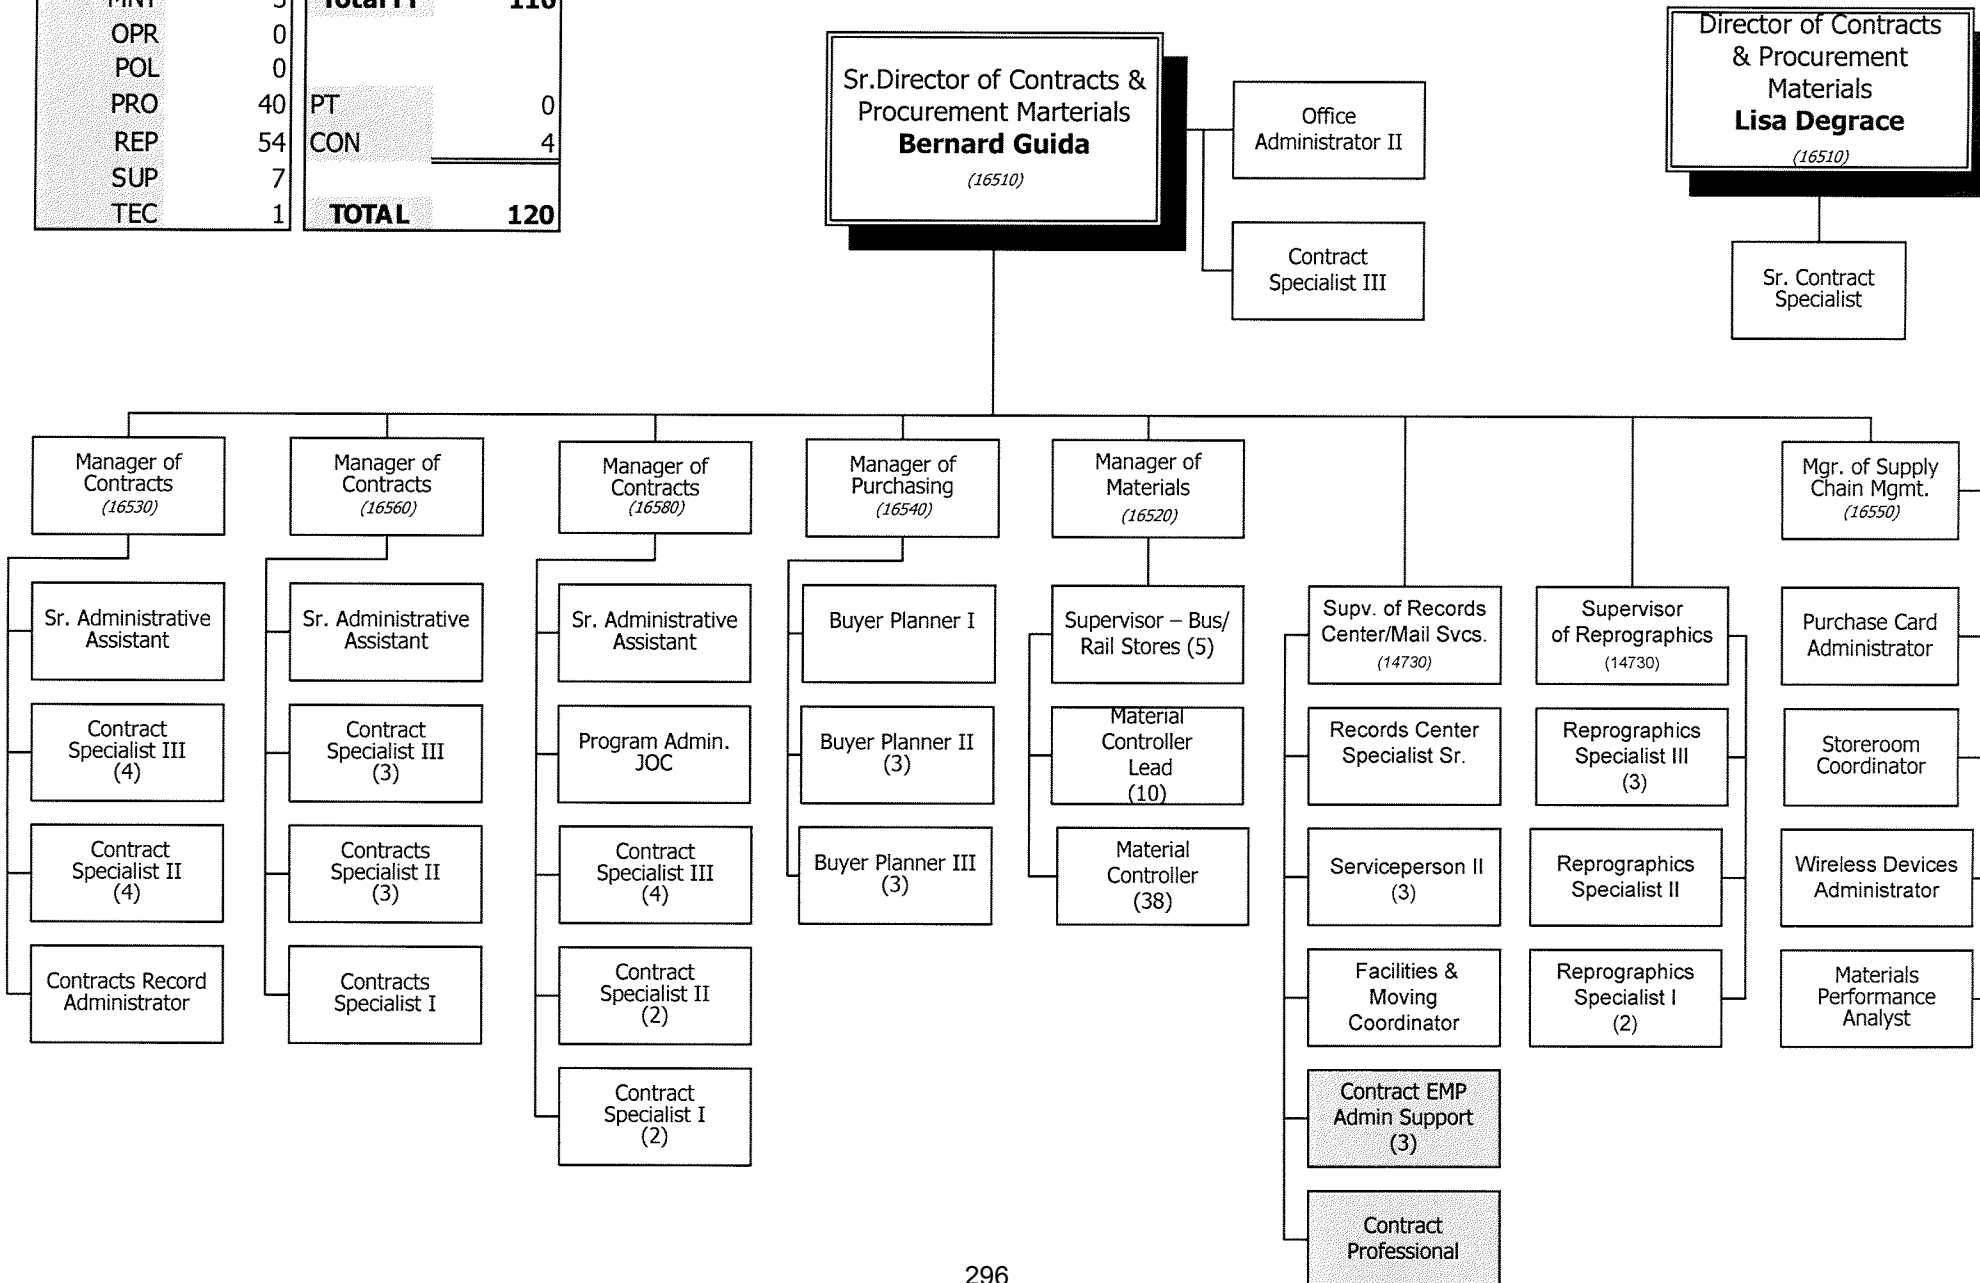 MNT 5 Total FT 116
OPR 0
POL 0
PRO 40 PT 0
REP 54 CON 4
SUP 7
TEC 1 TOTAL 120
Sr.Director of Contracts &
Procurement Marterials
Bernard Guida
(16510)
Office
Administrator II
Contract
Specialist III
Director of Contracts
& Procurement
Materials
Lisa Degrace
(16510)
Sr. Contract
Specialist
Manager of
Contracts
(16530)
Sr. Administrative
Assistant
Contract
Specialist III
(4)
Contract
Specialist II
(4)
Contracts Record
Administrator
Manager of
Contracts
(16560)
Sr. Administrative
Assistant
Contract
Specialist III
(3)
Contracts
Specialist II
(3)
Contracts
Specialist I
Manager of
Contracts
(16580)
Sr. Administrative
Assistant
Program Admin.
JOC
Contract
Specialist III
(4)
Contract
Specialist II
(2)
Contract
Specialist I
(2)
Manager of
Purchasing
(16540)
Buyer Planner I
Buyer Planner II
(3)
Buyer Planner III
(3)
Manager of
Materials
(16520)
Supervisor – Bus/
Rail Stores (5)
Material
Controller
Lead
(10)
Material
Controller
(38)
Supv. of Records
Center/Mail Svcs.
(14730)
Records Center
Specialist Sr.
Serviceperson II
(3)
Facilities &
Moving
Coordinator
Contract EMP
Admin Support
(3)
Contract
Professional
Supervisor
of Reprographics
(14730)
Reprographics
Specialist III
(3)
Reprographics
Specialist II
Reprographics
Specialist I
(2)
Mgr. of Supply
Chain Mgmt.
(16550)
Purchase Card
Administrator
Storeroom
Coordinator
Wireless Devices
Administrator
Materials
Performance
Analyst
296